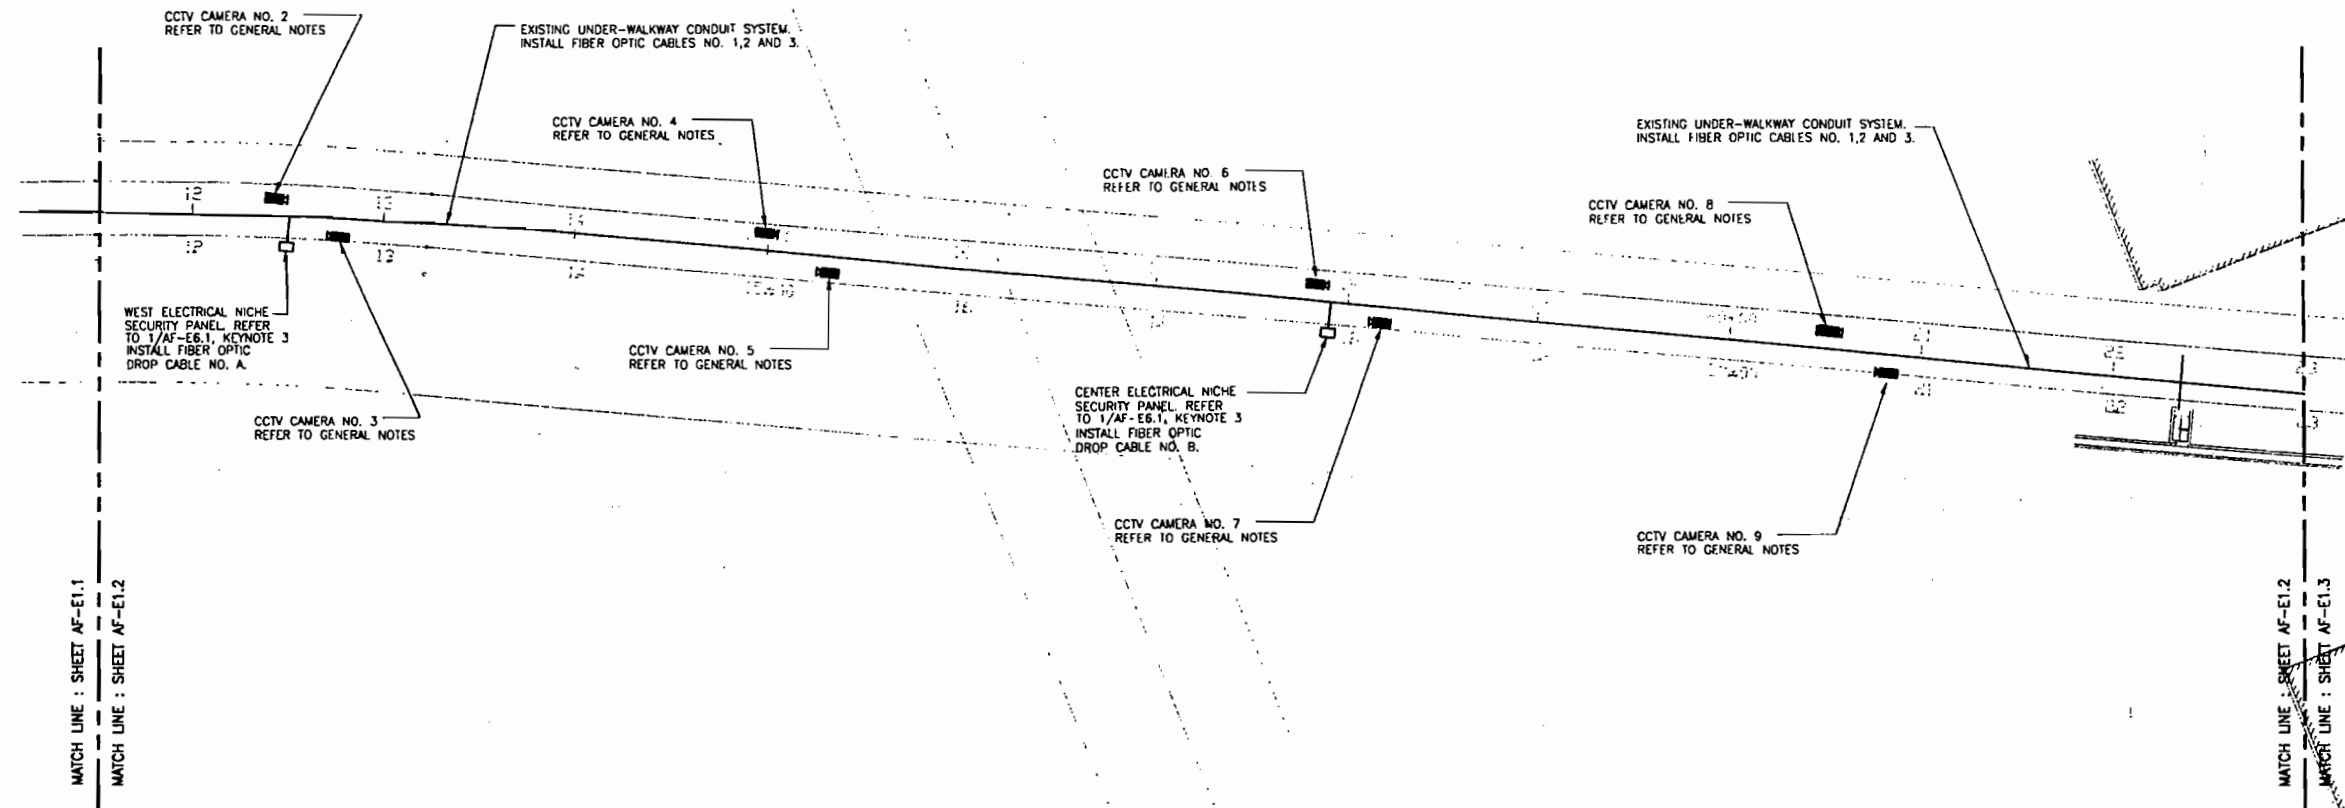 CCTV CAMERA NO. 2
REFER TO GENERAL NOTES
EXISTING UNDER-WALKWAY CONDUIT SYSTEM.
INSTALL FIBER OPTIC CABLES NO. 1,2 AND 3.
CCTV CAMERA NO. 4
REFER TO GENERAL NOTES
CCTV CAMERA NO. 6
REFER TO GENERAL NOTES
EXISTING UNDER-WALKWAY CONDUIT SYSTEM.
INSTALL FIBER OPTIC CABLES NO. 1,2 AND 3.
CCTV CAMERA NO. 8
REFER TO GENERAL NOTES
12
13
14
12
13
22
22
23
WEST ELECTRICAL NICHE
SECURITY PANEL. REFER
TO 1/AF-E6.1, KEYNOTE 3
INSTALL FIBER OPTIC
DROP CABLE NO. A.
CCTV CAMERA NO. 3
REFER TO GENERAL NOTES
CCTV CAMERA NO. 5
REFER TO GENERAL NOTES
CENTER ELECTRICAL NICHE
SECURITY PANEL. REFER
TO 1/AF-E6.1, KEYNOTE 3
INSTALL FIBER OPTIC
DROP CABLE NO. B.
CCTV CAMERA NO. 7
REFER TO GENERAL NOTES
CCTV CAMERA NO. 9
REFER TO GENERAL NOTES
MATCH LINE : SHEET AF-E1.1
MATCH LINE : SHEET AF-E1.2
MATCH LINE : SHEET AF-E1.2
MATCH LINE : SHEET AF-E1.3